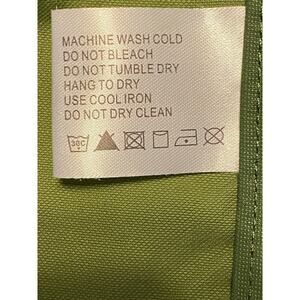 MACHINE WASH COLD
DO NOT BLEACH
DO NOT TUMBLE DRY
HANG TO DRY
USE COOL IRON
DO NOT DRY CLEAN
30C